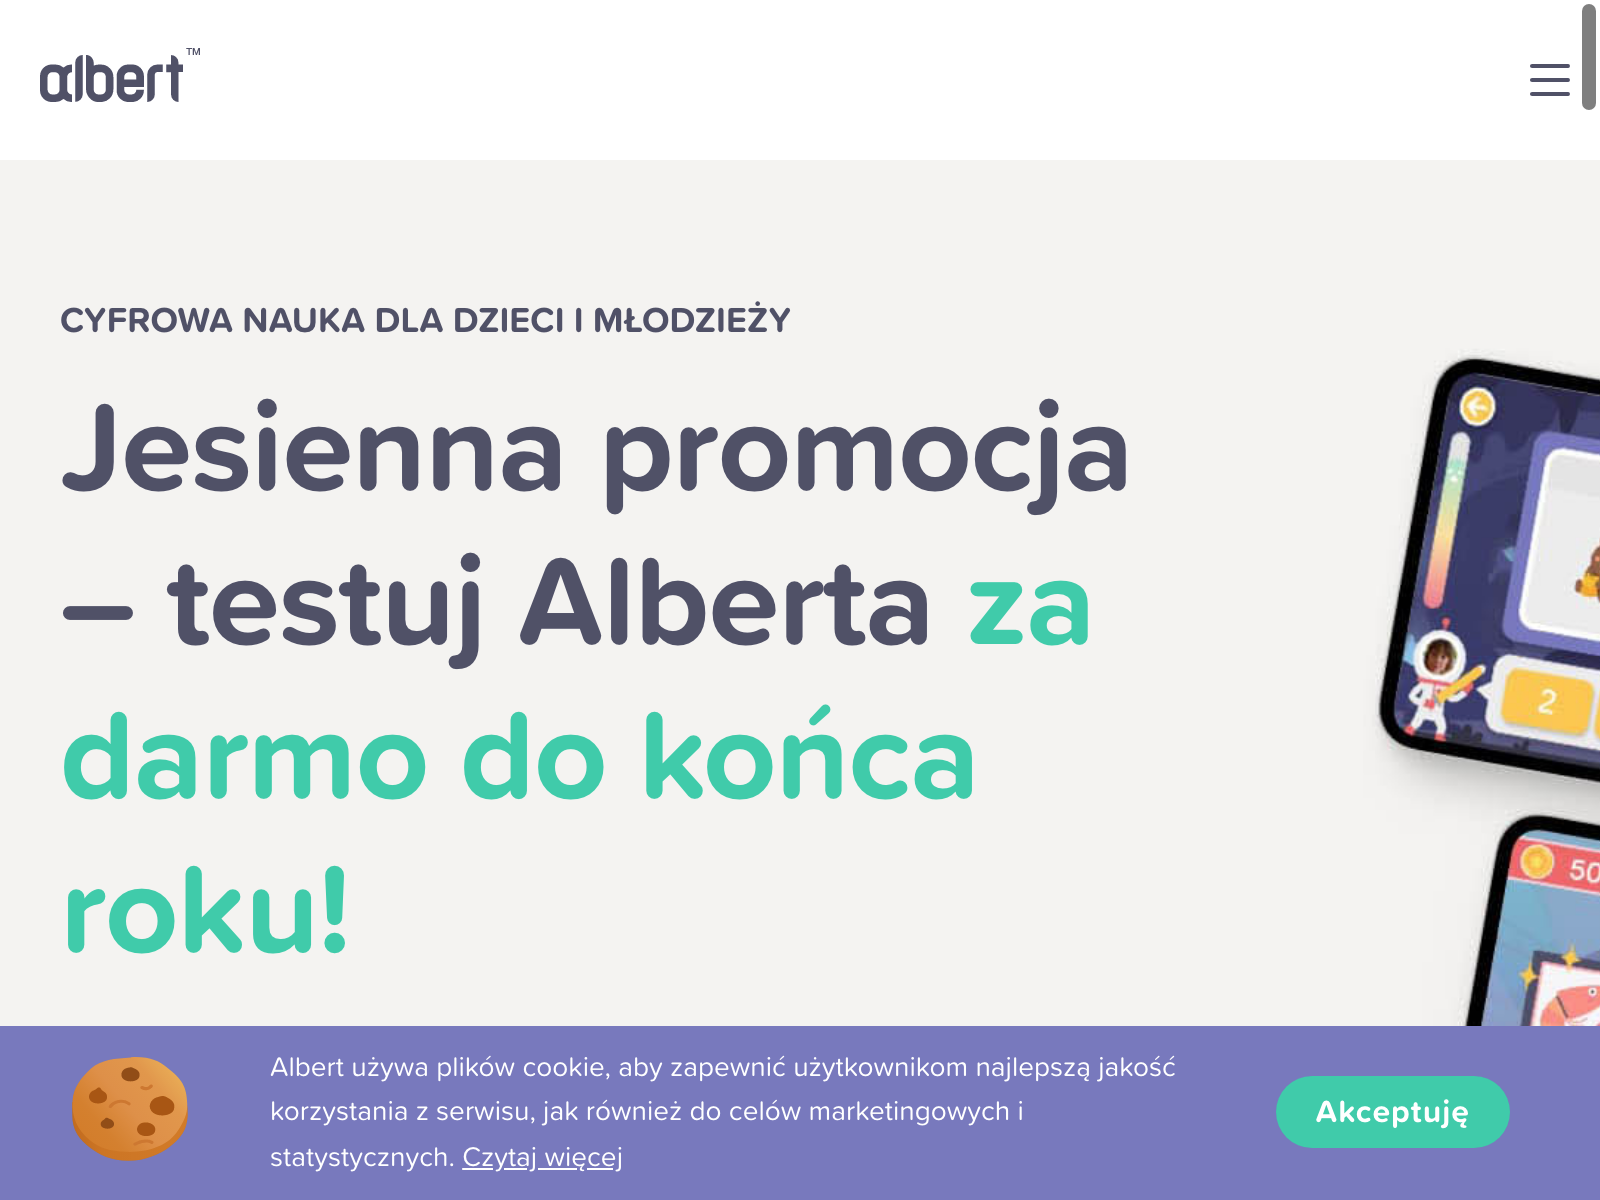 albert™
CYFROWA NAUKA DLA DZIECI I MŁODZIEŻY
Jesienna promocja
– testuj Alberta za
darmo do końca
roku!
2
50
Albert używa plików cookie, aby zapewnić użytkownikom najlepszą jakość
korzystania z serwisu, jak również do celów marketingowych i
statystycznych. Czytaj więcej
Akceptuję